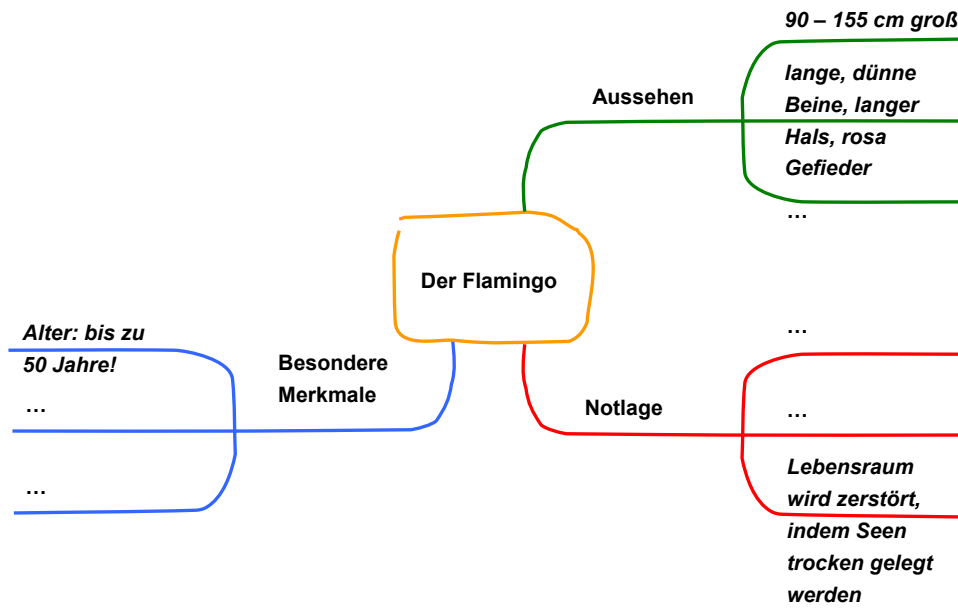 90 – 155 cm groß
lange, dünne
Beine, langer
Hals, rosa
Gefieder
…
Aussehen
Der Flamingo
Alter: bis zu
50 Jahre!
…
…
Besondere
Merkmale
Notlage
…
…
Lebensraum
wird zerstört,
indem Seen
trocken gelegt
werden